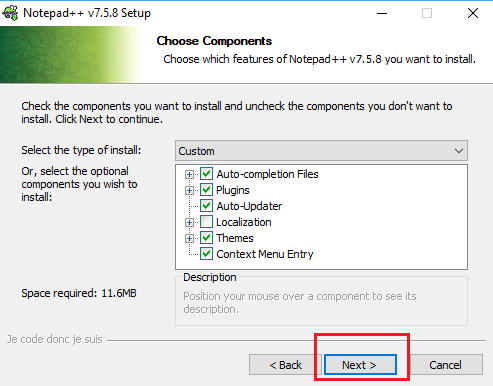 Notepad++ v7.5.8 Setup
Choose Components
Choose which features of Notepad++ v7.5.8 you want to install.
Check the components you want to install and uncheck the components you don't want to
install. Click Next to continue.
Select the type of install:
Custom
Or, select the optional
components you wish to
install:
Auto-completion Files
Plugins
Auto-Updater
Localization
Themes
Context Menu Entry
Space required: 11.6MB
Description
Position your mouse over a component to see its
description.
Je code donc je suis
< Back
Next >
Cancel